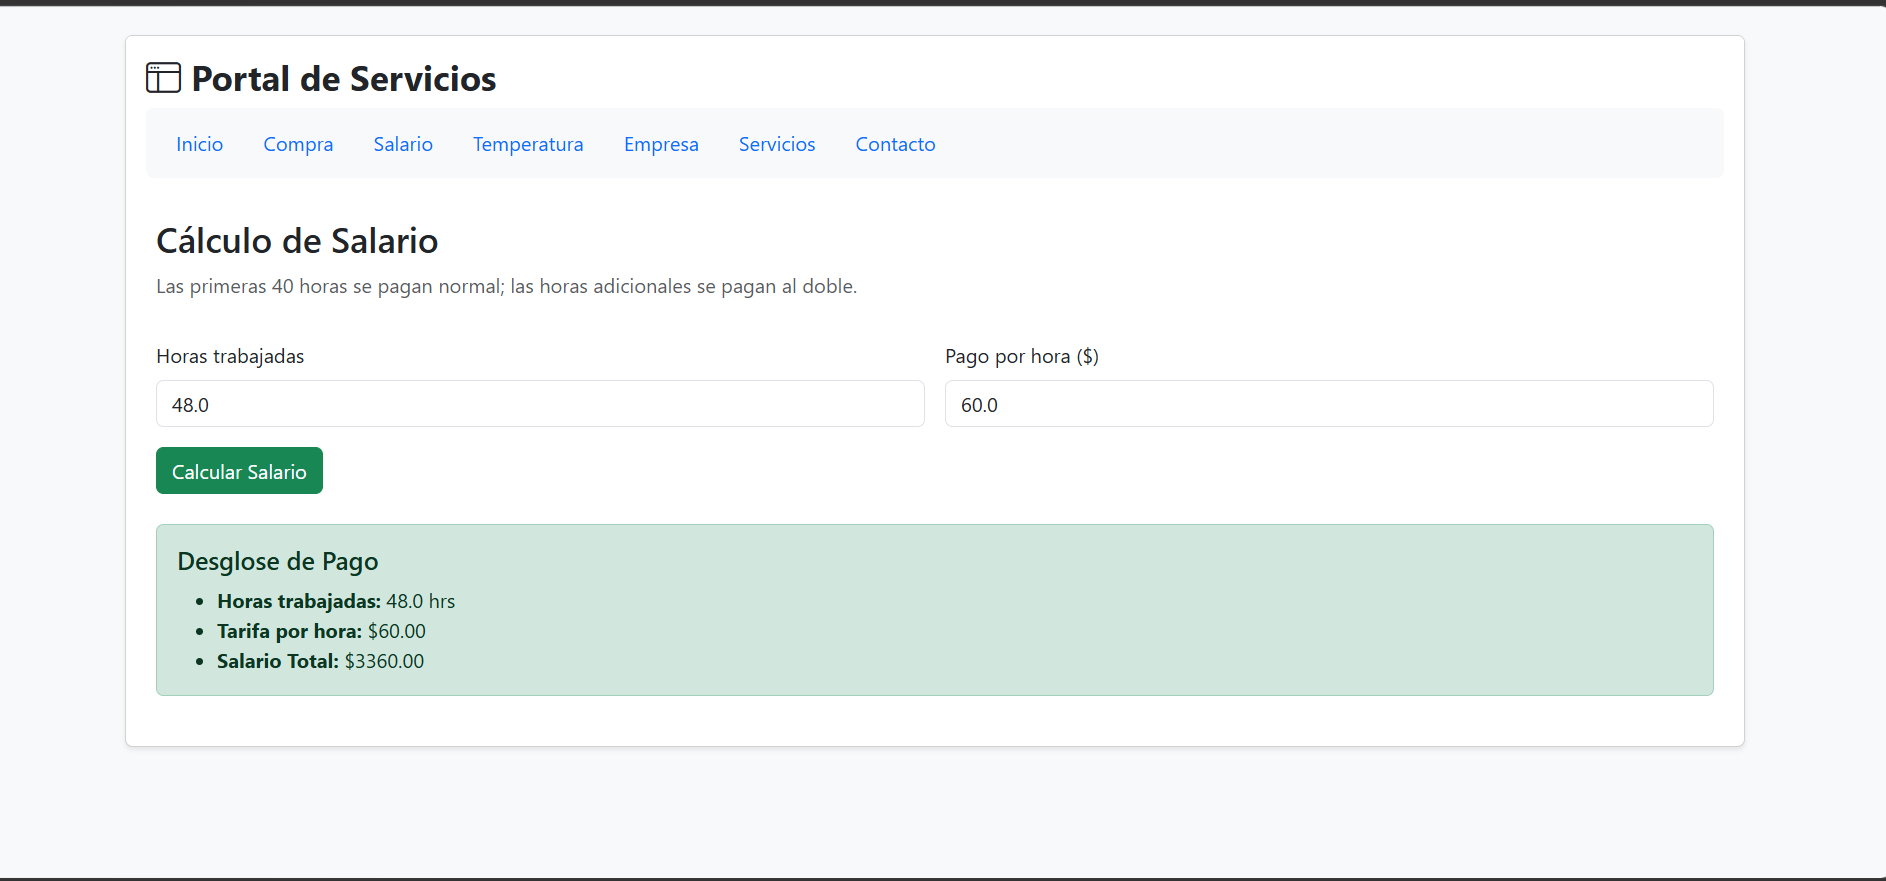 Portal de Servicios
Inicio Compra Salario Temperatura Empresa Servicios Contacto
Cálculo de Salario
Las primeras 40 horas se pagan normal; las horas adicionales se pagan al doble.
Horas trabajadas Pago por hora ($)
48.0 60.0
Calcular Salario
Desglose de Pago
• Horas trabajadas: 48.0 hrs
• Tarifa por hora: $60.00
• Salario Total: $3360.00